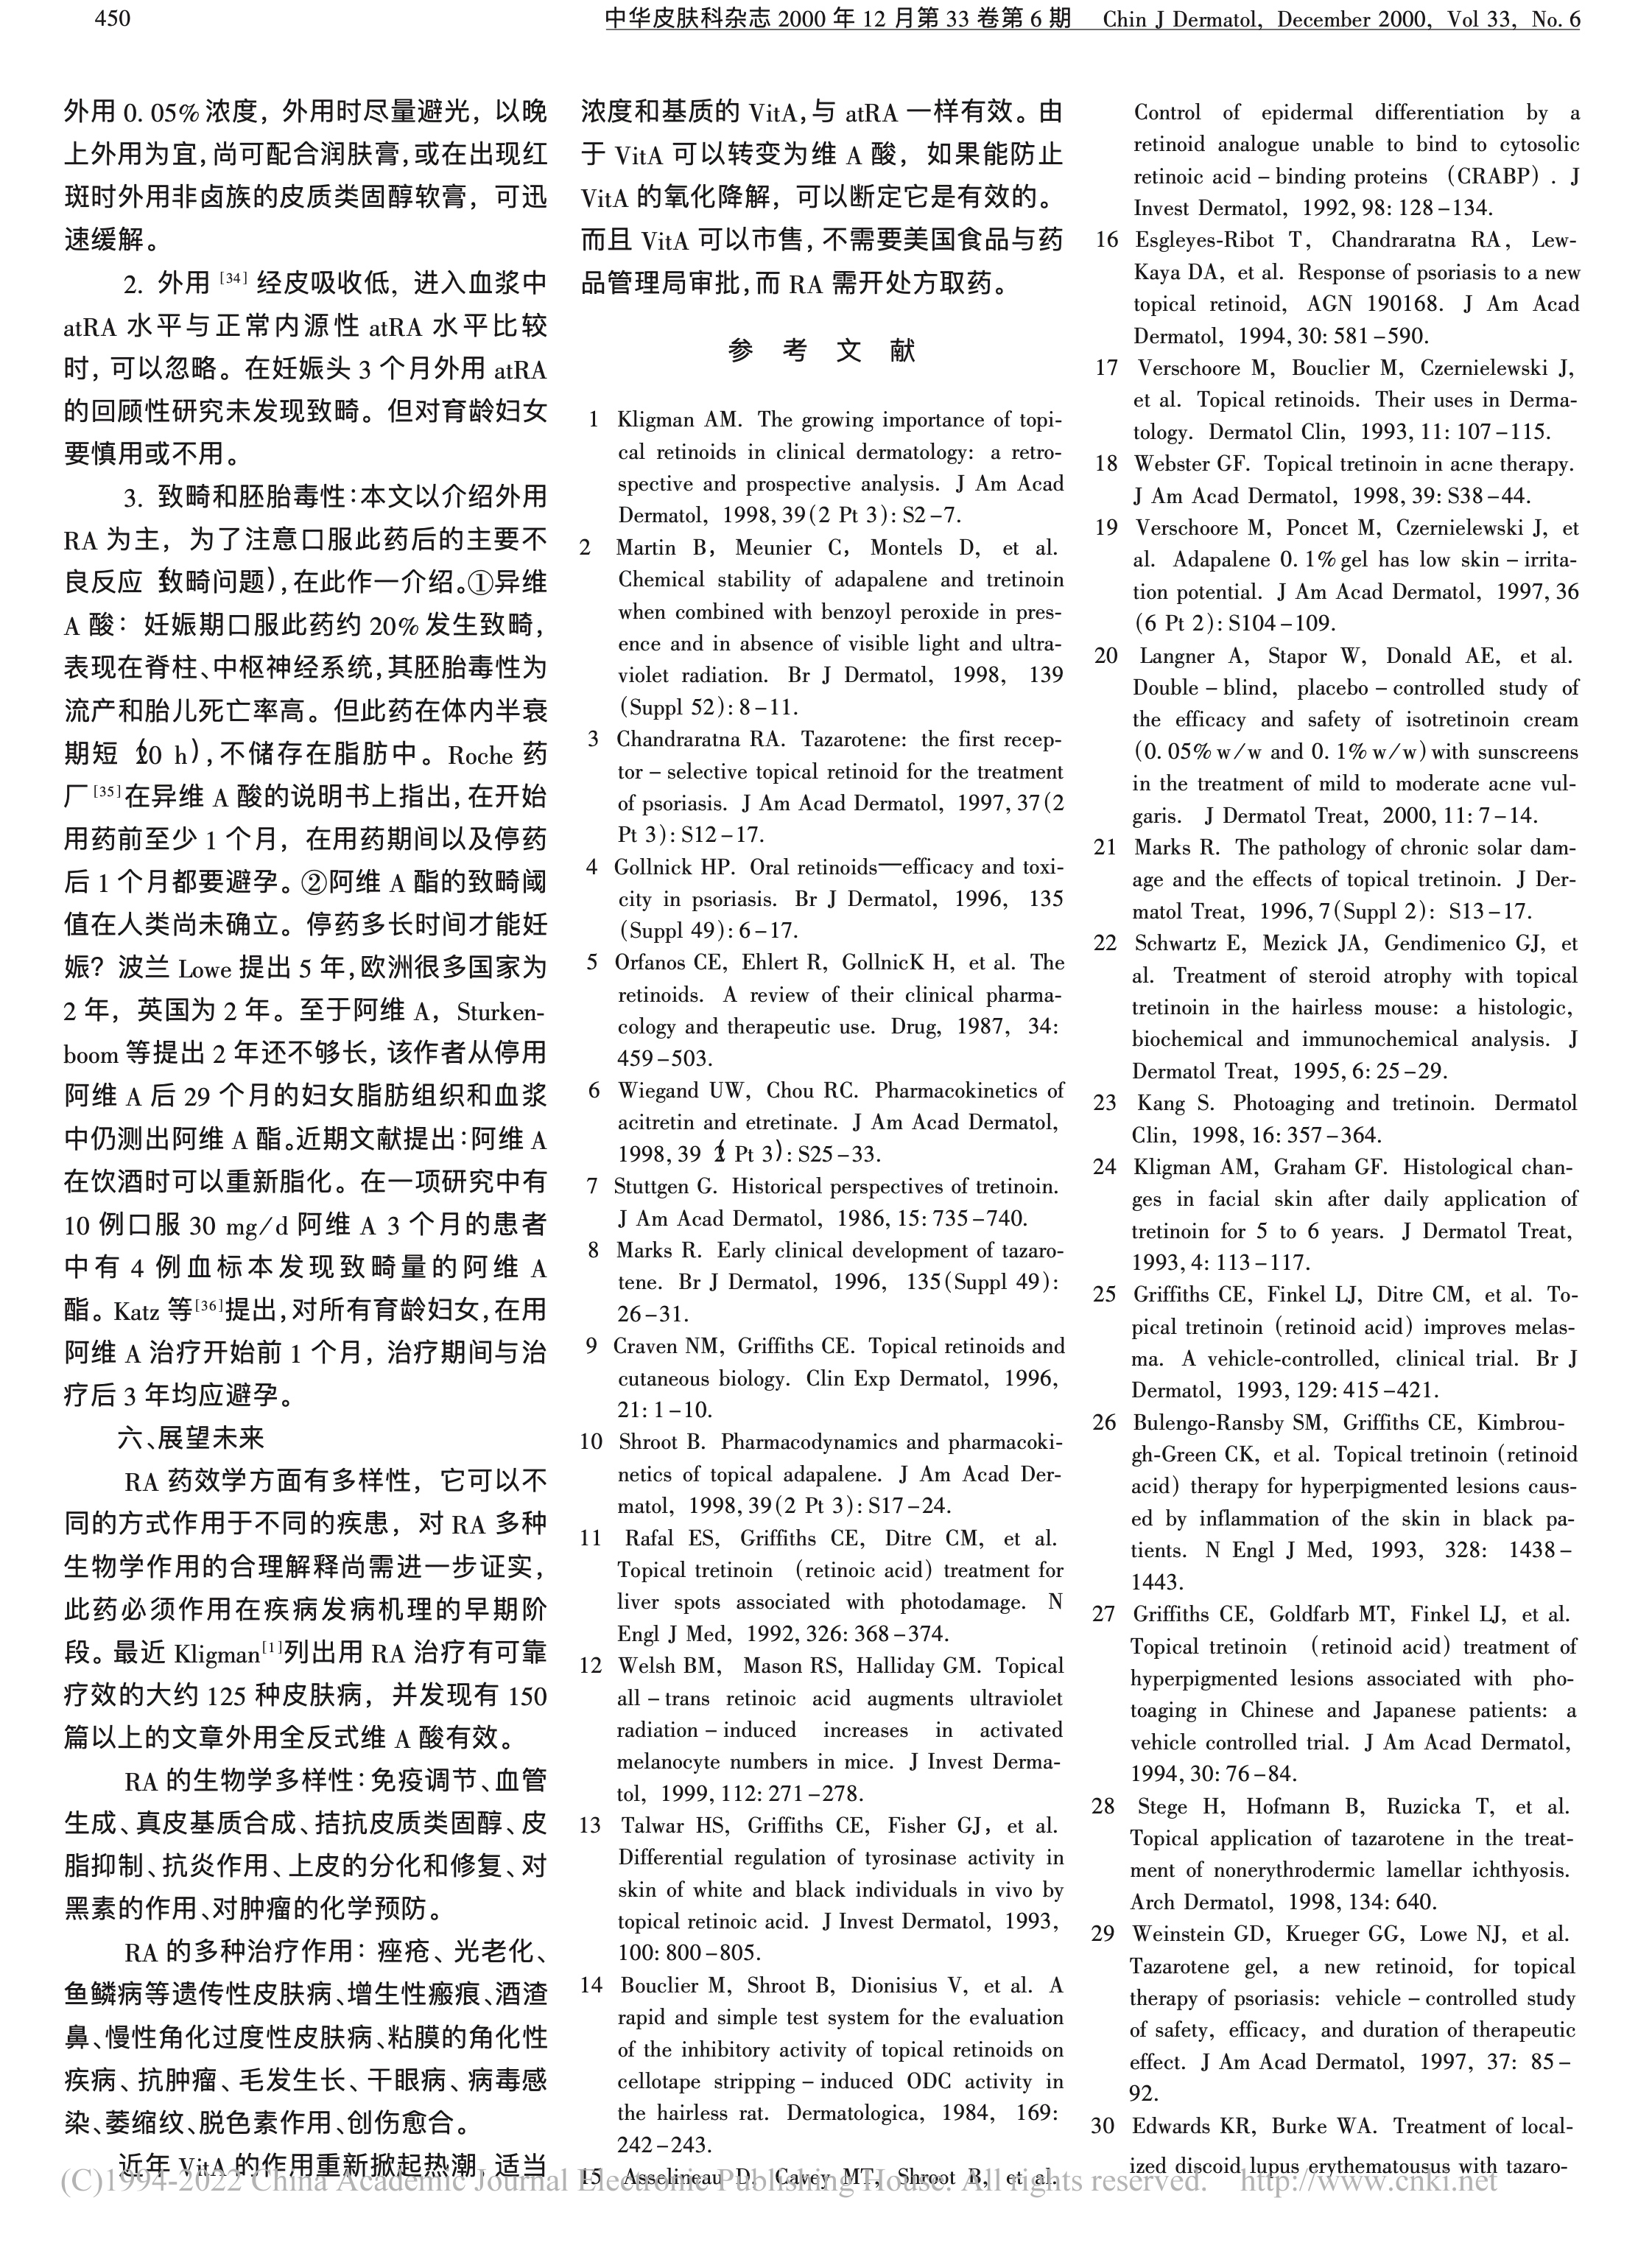 450
中华皮肤科杂志 2000 年 12 月第 33 卷第 6 期 Chin J Dermatol, December 2000, Vol 33, No. 6
外用 0. 05% 浓度，外用时尽量避光，以晚
上外用为宜,尚可配合润肤膏,或在出现红
斑时外用非卤族的皮质类固醇软膏，可迅
速缓解。
2. 外用 [34] 经皮吸收低，进入血浆中
atRA 水平与正常内源性 atRA 水平比较
时，可以忽略。在妊娠头 3 个月外用 atRA
的回顾性研究未发现致畸。但对育龄妇女
要慎用或不用。
3. 致畸和胚胎毒性：本文以介绍外用
RA 为主，为了注意口服此药后的主要不
良反应 (致畸问题),在此作一介绍。①异维
A 酸：妊娠期口服此药约 20% 发生致畸，
表现在脊柱、中枢神经系统,其胚胎毒性为
流产和胎儿死亡率高。但此药在体内半衰
期短 (20 h),不储存在脂肪中。Roche 药
厂[35]在异维 A 酸的说明书上指出,在开始
用药前至少 1 个月，在用药期间以及停药
后 1 个月都要避孕。②阿维 A 酯的致畸阈
值在人类尚未确立。停药多长时间才能妊
娠？波兰 Lowe 提出 5 年,欧洲很多国家为
2 年，英国为 2 年。至于阿维 A，Sturken-
boom 等提出 2 年还不够长,该作者从停用
阿维 A 后 29 个月的妇女脂肪组织和血浆
中仍测出阿维 A 酯。近期文献提出：阿维 A
在饮酒时可以重新脂化。在一项研究中有
10 例口服 30 mg/d 阿维 A 3 个月的患者
中有 4 例血标本发现致畸量的阿维 A
酯。Katz 等[36]提出,对所有育龄妇女,在用
阿维 A 治疗开始前 1 个月，治疗期间与治
疗后 3 年均应避孕。
六、展望未来
RA 药效学方面有多样性，它可以不
同的方式作用于不同的疾患，对 RA 多种
生物学作用的合理解释尚需进一步证实，
此药必须作用在疾病发病机理的早期阶
段。最近 Kligman[1]列出用 RA 治疗有可靠
疗效的大约 125 种皮肤病，并发现有 150
篇以上的文章外用全反式维 A 酸有效。
RA 的生物学多样性：免疫调节、血管
生成、真皮基质合成、拮抗皮质类固醇、皮
脂抑制、抗炎作用、上皮的分化和修复、对
黑素的作用、对肿瘤的化学预防。
RA 的多种治疗作用：痤疮、光老化、
鱼鳞病等遗传性皮肤病、增生性瘢痕、酒渣
鼻、慢性角化过度性皮肤病、粘膜的角化性
疾病、抗肿瘤、毛发生长、干眼病、病毒感
染、萎缩纹、脱色素作用、创伤愈合。
近年 VitA 的作用重新掀起热潮，适当
浓度和基质的 VitA,与 atRA 一样有效。由
于 VitA 可以转变为维 A 酸，如果能防止
VitA 的氧化降解，可以断定它是有效的。
而且 VitA 可以市售，不需要美国食品与药
品管理局审批,而 RA 需开处方取药。
参 考 文 献
1 Kligman AM. The growing importance of topi-
cal retinoids in clinical dermatology: a retro-
spective and prospective analysis. J Am Acad
Dermatol, 1998, 39(2 Pt 3): S2-7.
2 Martin B, Meunier C, Montels D, et al.
Chemical stability of adapalene and tretinoin
when combined with benzoyl peroxide in pres-
ence and in absence of visible light and ultra-
violet radiation. Br J Dermatol, 1998, 139
(Suppl 52): 8-11.
3 Chandraratna RA. Tazarotene: the first recep-
tor-selective topical retinoid for the treatment
of psoriasis. J Am Acad Dermatol, 1997, 37(2
Pt 3): S12-17.
4 Gollnick HP. Oral retinoids—efficacy and toxi-
city in psoriasis. Br J Dermatol, 1996, 135
(Suppl 49): 6-17.
5 Orfanos CE, Ehlert R, GollnicK H, et al. The
retinoids. A review of their clinical pharma-
cology and therapeutic use. Drug, 1987, 34:
459-503.
6 Wiegand UW, Chou RC. Pharmacokinetics of
acitretin and etretinate. J Am Acad Dermatol,
1998, 39 (2 Pt 3): S25-33.
7 Stuttgen G. Historical perspectives of tretinoin.
J Am Acad Dermatol, 1986, 15: 735-740.
8 Marks R. Early clinical development of tazaro-
tene. Br J Dermatol, 1996, 135(Suppl 49):
26-31.
9 Craven NM, Griffiths CE. Topical retinoids and
cutaneous biology. Clin Exp Dermatol, 1996,
21: 1-10.
10 Shroot B. Pharmacodynamics and pharmacoki-
netics of topical adapalene. J Am Acad Der-
matol, 1998, 39(2 Pt 3): S17-24.
11 Rafal ES, Griffiths CE, Ditre CM, et al.
Topical tretinoin (retinoic acid) treatment for
liver spots associated with photodamage. N
Engl J Med, 1992, 326: 368-374.
12 Welsh BM, Mason RS, Halliday GM. Topical
all-trans retinoic acid augments ultraviolet
radiation-induced increases in activated
melanocyte numbers in mice. J Invest Derma-
tol, 1999, 112: 271-278.
13 Talwar HS, Griffiths CE, Fisher GJ, et al.
Differential regulation of tyrosinase activity in
skin of white and black individuals in vivo by
topical retinoic acid. J Invest Dermatol, 1993,
100: 800-805.
14 Bouclier M, Shroot B, Dionisius V, et al. A
rapid and simple test system for the evaluation
of the inhibitory activity of topical retinoids on
cellotape stripping-induced ODC activity in
the hairless rat. Dermatologica, 1984, 169:
242-243.
15 Asselineau D, Cavey MT, Shroot B, et al.
Control of epidermal differentiation by a
retinoid analogue unable to bind to cytosolic
retinoic acid-binding proteins (CRABP). J
Invest Dermatol, 1992, 98: 128-134.
16 Esgleyes-Ribot T, Chandraratna RA, Lew-
Kaya DA, et al. Response of psoriasis to a new
topical retinoid, AGN 190168. J Am Acad
Dermatol, 1994, 30: 581-590.
17 Verschoore M, Bouclier M, Czernielewski J,
et al. Topical retinoids. Their uses in Derma-
tology. Dermatol Clin, 1993, 11: 107-115.
18 Webster GF. Topical tretinoin in acne therapy.
J Am Acad Dermatol, 1998, 39: S38-44.
19 Verschoore M, Poncet M, Czernielewski J, et
al. Adapalene 0. 1% gel has low skin-irrita-
tion potential. J Am Acad Dermatol, 1997, 36
(6 Pt 2): S104-109.
20 Langner A, Stapor W, Donald AE, et al.
Double-blind, placebo-controlled study of
the efficacy and safety of isotretinoin cream
(0. 05% w/w and 0. 1% w/w) with sunscreens
in the treatment of mild to moderate acne vul-
garis. J Dermatol Treat, 2000, 11: 7-14.
21 Marks R. The pathology of chronic solar dam-
age and the effects of topical tretinoin. J Der-
matol Treat, 1996, 7(Suppl 2): S13-17.
22 Schwartz E, Mezick JA, Gendimenico GJ, et
al. Treatment of steroid atrophy with topical
tretinoin in the hairless mouse: a histologic,
biochemical and immunochemical analysis. J
Dermatol Treat, 1995, 6: 25-29.
23 Kang S. Photoaging and tretinoin. Dermatol
Clin, 1998, 16: 357-364.
24 Kligman AM, Graham GF. Histological chan-
ges in facial skin after daily application of
tretinoin for 5 to 6 years. J Dermatol Treat,
1993, 4: 113-117.
25 Griffiths CE, Finkel LJ, Ditre CM, et al. To-
pical tretinoin (retinoid acid) improves melas-
ma. A vehicle-controlled, clinical trial. Br J
Dermatol, 1993, 129: 415-421.
26 Bulengo-Ransby SM, Griffiths CE, Kimbrou-
gh-Green CK, et al. Topical tretinoin (retinoid
acid) therapy for hyperpigmented lesions caus-
ed by inflammation of the skin in black pa-
tients. N Engl J Med, 1993, 328: 1438-
1443.
27 Griffiths CE, Goldfarb MT, Finkel LJ, et al.
Topical tretinoin (retinoid acid) treatment of
hyperpigmented lesions associated with pho-
toaging in Chinese and Japanese patients: a
vehicle controlled trial. J Am Acad Dermatol,
1994, 30: 76-84.
28 Stege H, Hofmann B, Ruzicka T, et al.
Topical application of tazarotene in the treat-
ment of nonerythrodermic lamellar ichthyosis.
Arch Dermatol, 1998, 134: 640.
29 Weinstein GD, Krueger GG, Lowe NJ, et al.
Tazarotene gel, a new retinoid, for topical
therapy of psoriasis: vehicle-controlled study
of safety, efficacy, and duration of therapeutic
effect. J Am Acad Dermatol, 1997, 37: 85-
92.
30 Edwards KR, Burke WA. Treatment of local-
ized discoid lupus erythematousus with tazaro-
(C)1994-2022 China Academic Journal Electronic Publishing House. All rights reserved. http://www.cnki.net